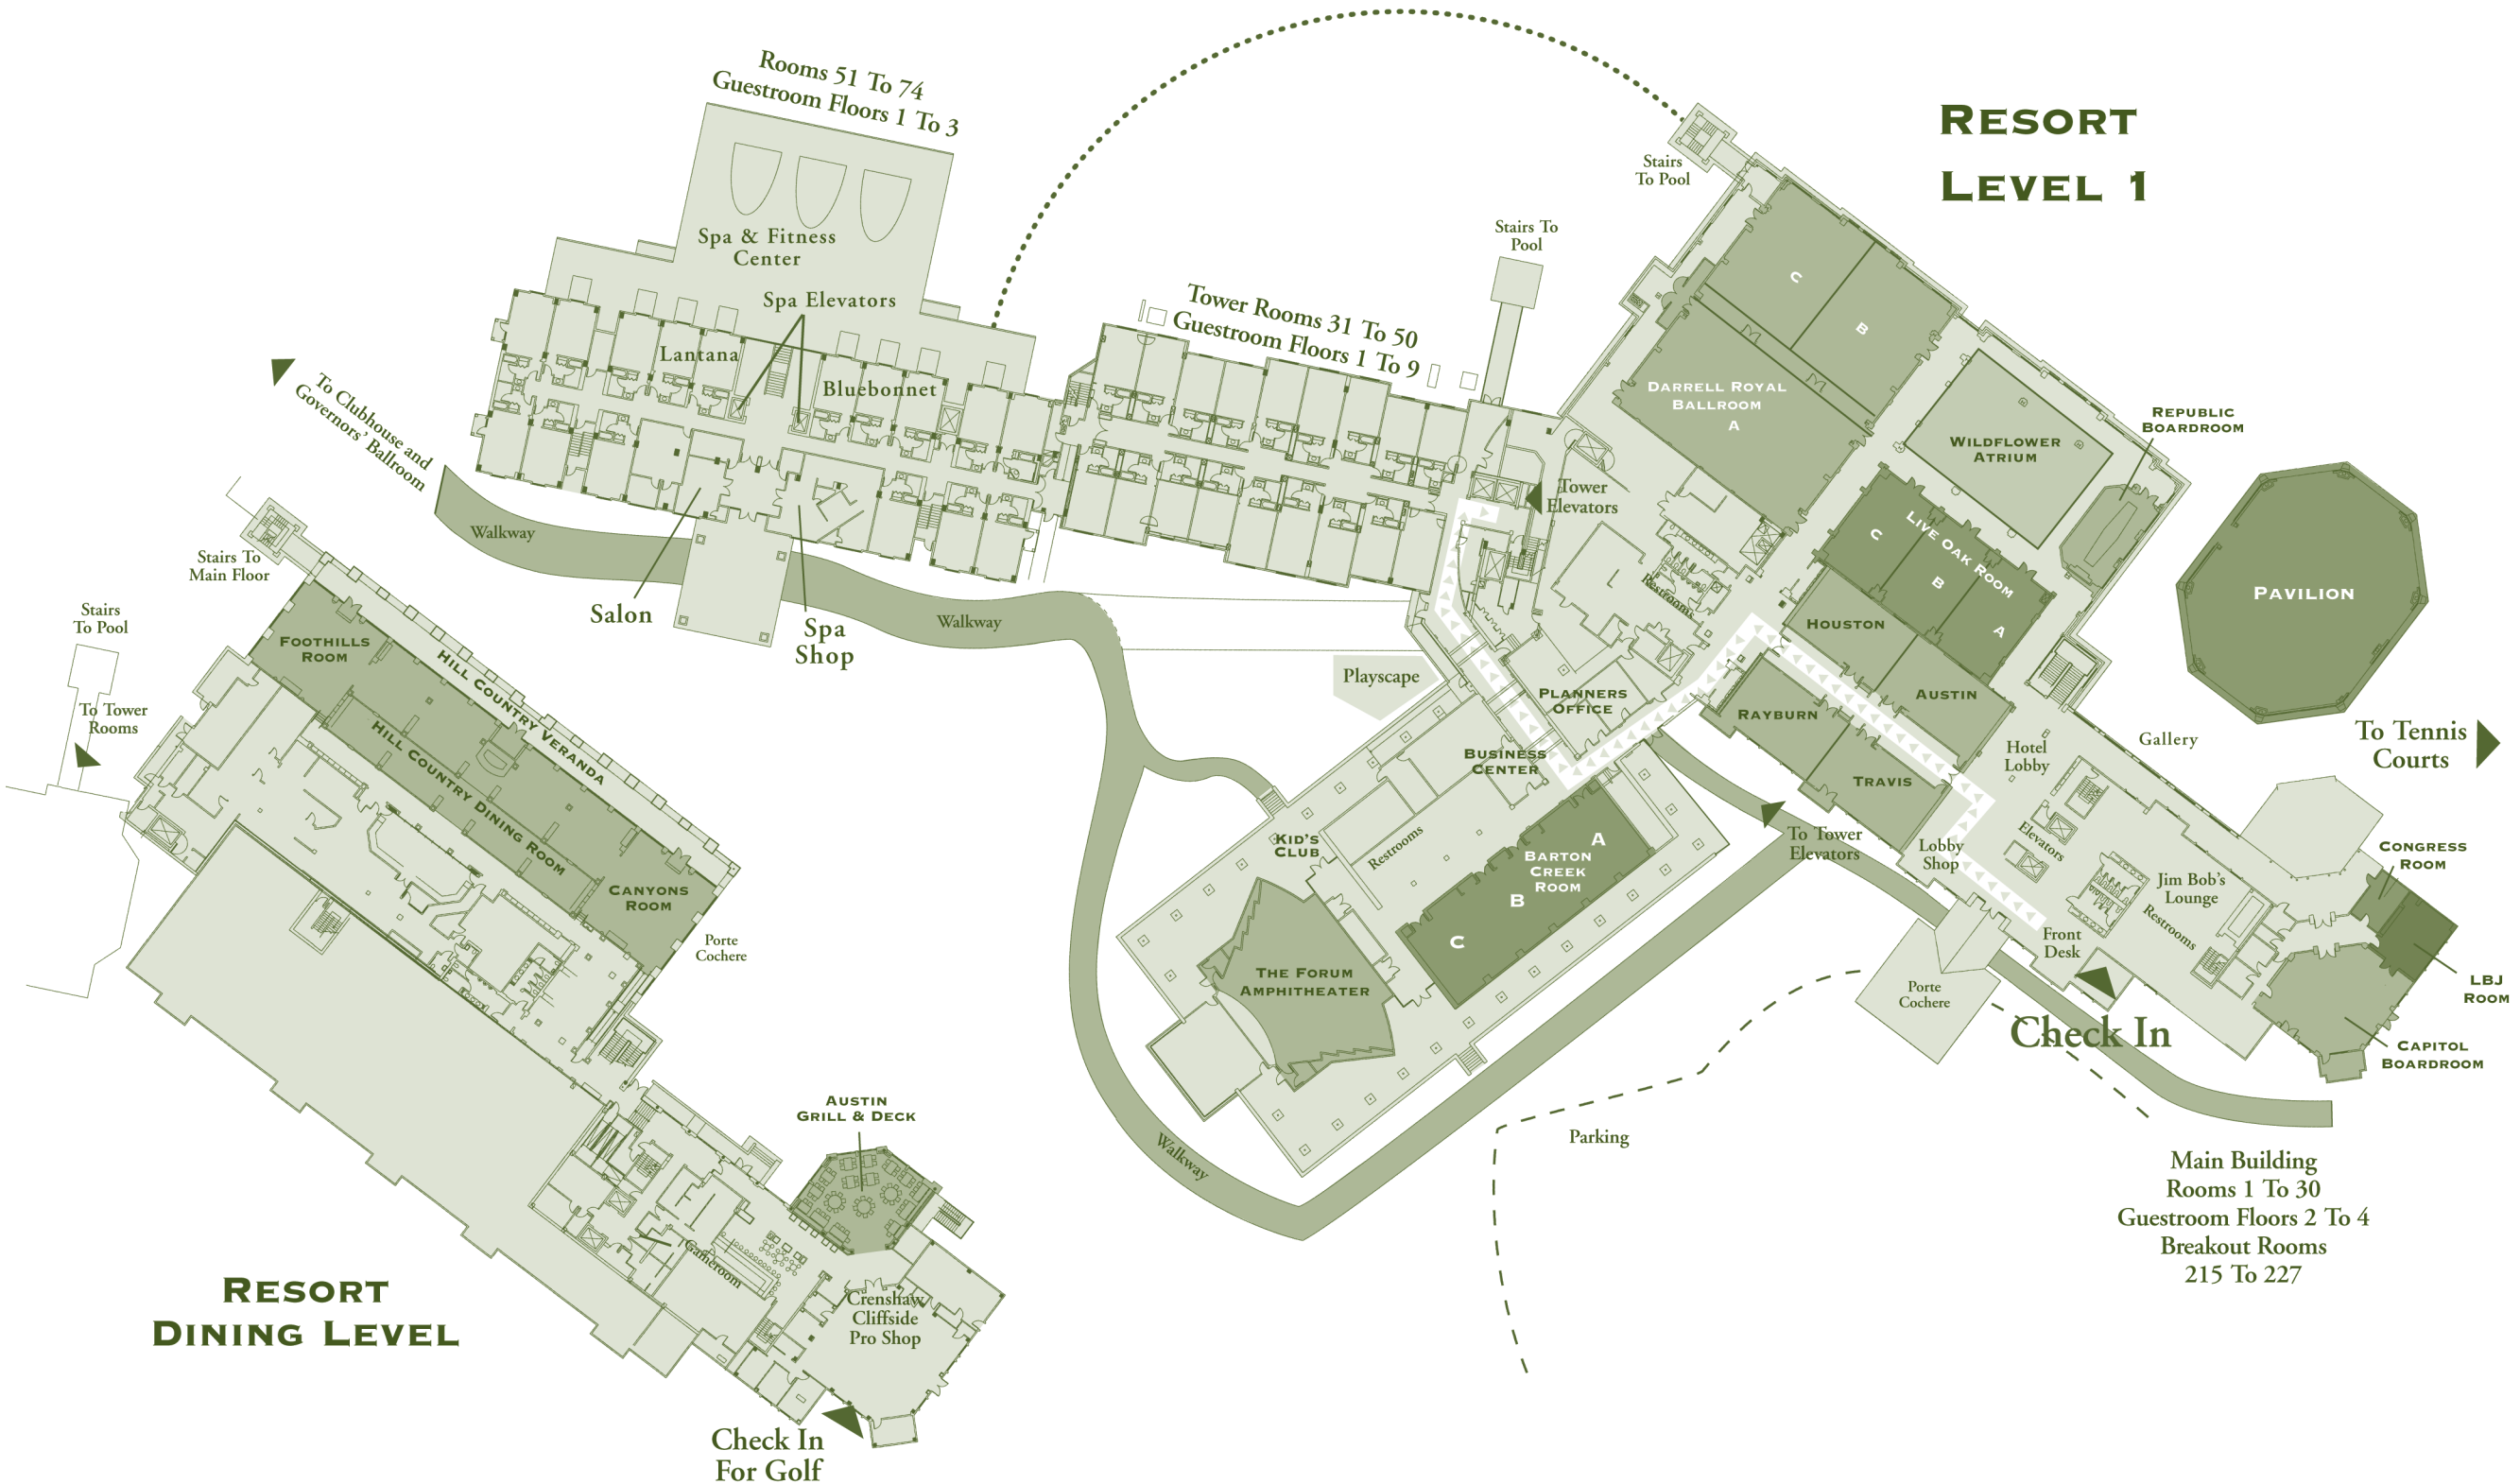 Resort
Level 1
Rooms 51 To 74
Guestroom Floors 1 To 3
Spa & Fitness
Center
Spa Elevators
Lantana
Bluebonnet
To Clubhouse and
Governors' Ballroom
Walkway
Salon
Spa
Shop
Walkway
Tower Rooms 31 To 50
Guestroom Floors 1 To 9
Stairs To
Pool
Stairs
To Pool
Tower
Elevators
C
B
Darrell Royal
Ballroom
A
Wildflower
Atrium
Republic
Boardroom
Live Oak Room
C
B
A
Pavilion
Restrooms
Houston
Austin
Rayburn
Travis
Playscape
Planners
Office
Business
Center
Kid's
Club
Restrooms
A
Barton
Creek
Room
B
C
The Forum
Amphitheater
To Tower
Elevators
Hotel
Lobby
Gallery
To Tennis
Courts
Elevators
Lobby
Shop
Jim Bob's
Lounge
Restrooms
Front
Desk
Congress
Room
LBJ
Room
Capitol
Boardroom
Porte
Cochere
Check In
Parking
Walkway
Main Building
Rooms 1 To 30
Guestroom Floors 2 To 4
Breakout Rooms
215 To 227
Stairs To
Main Floor
Stairs
To Pool
To Tower
Rooms
Foothills
Room
Hill Country Veranda
Hill Country Dining Room
Canyons
Room
Porte
Cochere
Austin
Grill & Deck
Gameroom
Crenshaw
Cliffside
Pro Shop
Check In
For Golf
Resort
Dining Level